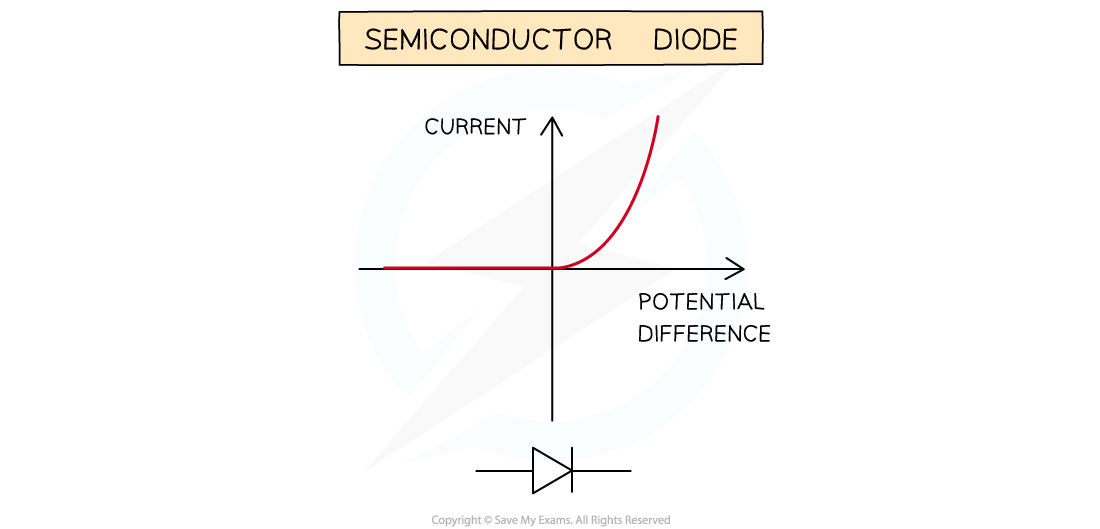 SEMICONDUCTOR DIODE
CURRENT
POTENTIAL
DIFFERENCE
Copyright © Save My Exams. All Rights Reserved